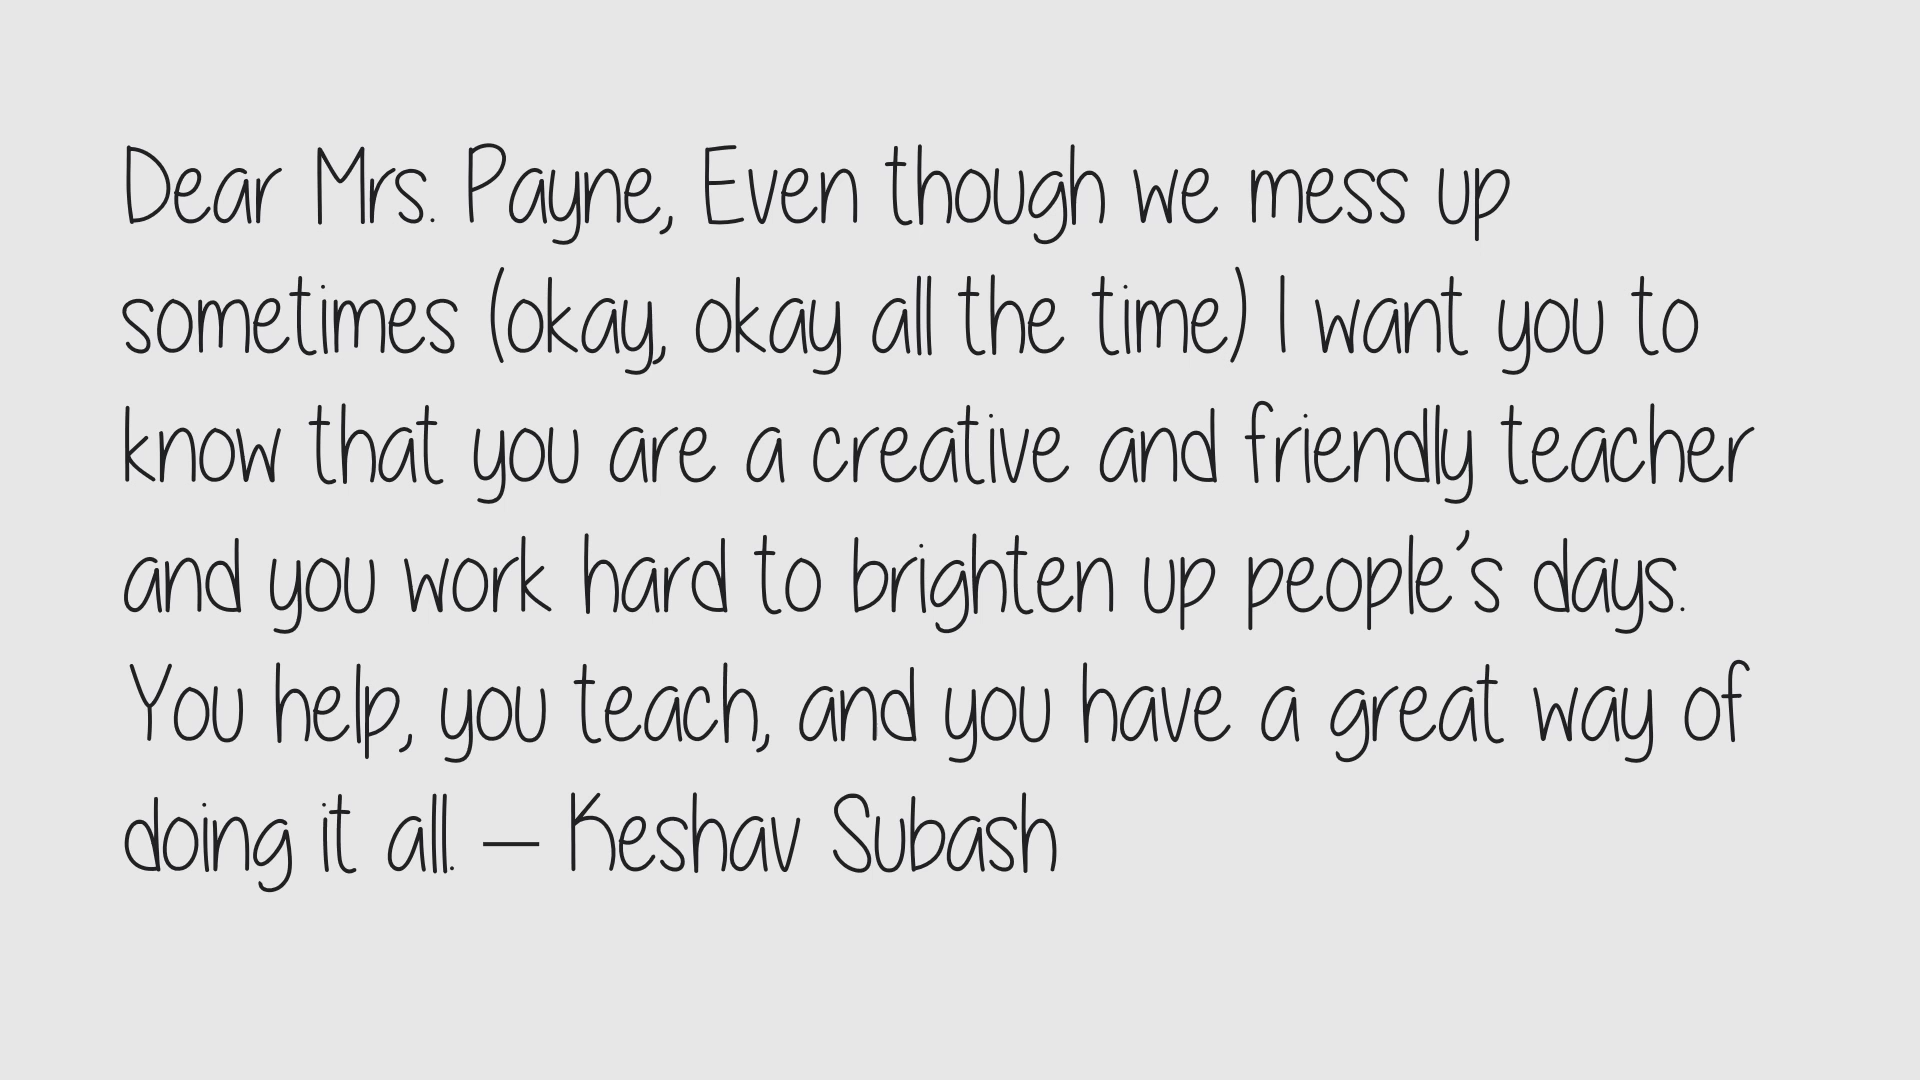 Dear Mrs. Payne, Even though we mess up
sometimes (okay, okay all the time) I want you to
know that you are a creative and friendly teacher
and you work hard to brighten up people's days.
You help, you teach, and you have a great way of
doing it all. – Keshav Subash